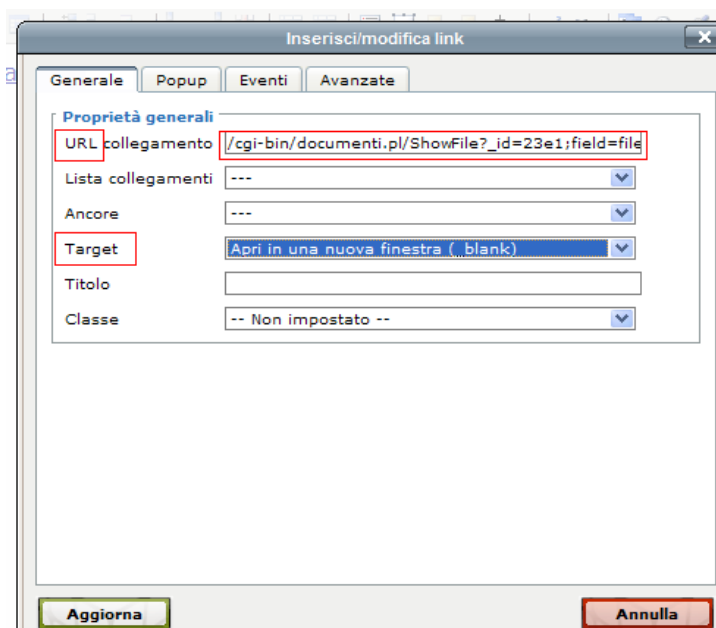 Inserisci/modifica link
Generale Popup Eventi Avanzate
Proprietà generali
URL collegamento /cgi-bin/documenti.pl/ShowFile?_id=23e1;field=file
Lista collegamenti ---
Ancore ---
Target Apri in una nuova finestra (_blank)
Titolo
Classe -- Non impostato --
Aggiorna Annulla